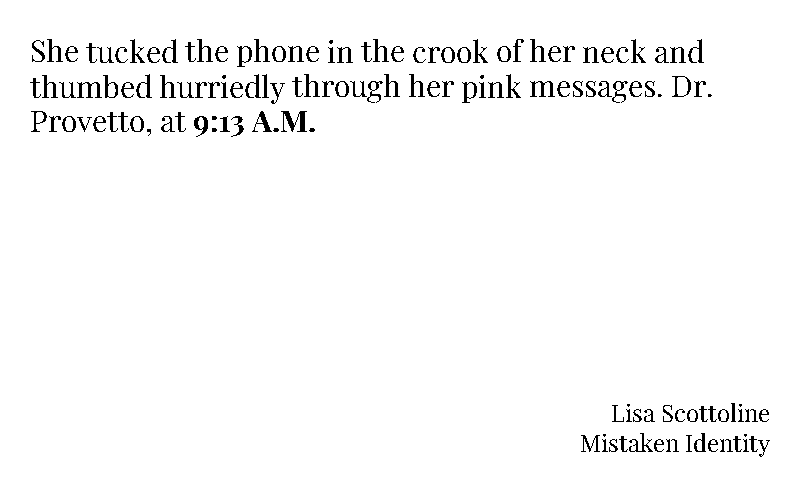 She tucked the phone in the crook of her neck and
thumbed hurriedly through her pink messages. Dr.
Provetto, at 9:13 A.M.
Lisa Scottoline
Mistaken Identity